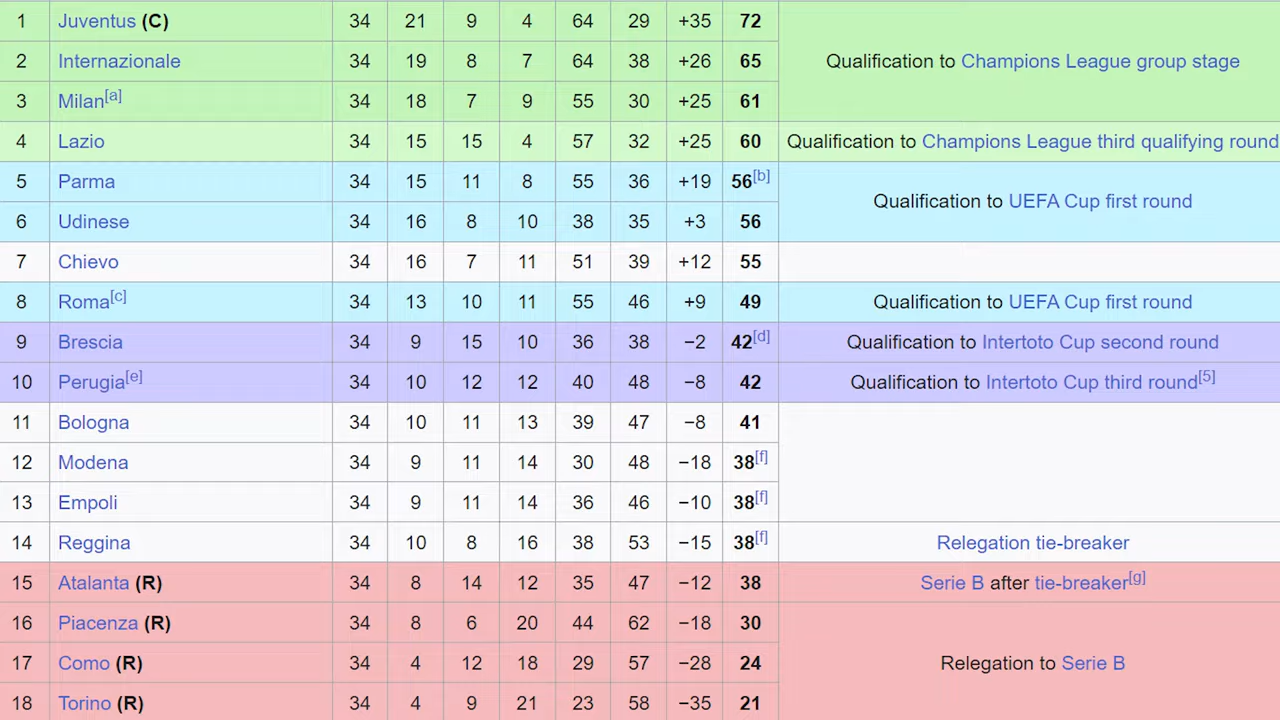 1 Juventus (C) 34 21 9 4 64 29 +35 72
2 Internazionale 34 19 8 7 64 38 +26 65 Qualification to Champions League group stage
3 Milan[a] 34 18 7 9 55 30 +25 61
4 Lazio 34 15 15 4 57 32 +25 60 Qualification to Champions League third qualifying round
5 Parma 34 15 11 8 55 36 +19 56[b]
Qualification to UEFA Cup first round
6 Udinese 34 16 8 10 38 35 +3 56
7 Chievo 34 16 7 11 51 39 +12 55
8 Roma[c] 34 13 10 11 55 46 +9 49 Qualification to UEFA Cup first round
9 Brescia 34 9 15 10 36 38 −2 42[d] Qualification to Intertoto Cup second round
10 Perugia[e] 34 10 12 12 40 48 −8 42 Qualification to Intertoto Cup third round[5]
11 Bologna 34 10 11 13 39 47 −8 41
12 Modena 34 9 11 14 30 48 −18 38[f]
13 Empoli 34 9 11 14 36 46 −10 38[f]
14 Reggina 34 10 8 16 38 53 −15 38[f] Relegation tie-breaker
15 Atalanta (R) 34 8 14 12 35 47 −12 38 Serie B after tie-breaker[g]
16 Piacenza (R) 34 8 6 20 44 62 −18 30
17 Como (R) 34 4 12 18 29 57 −28 24 Relegation to Serie B
18 Torino (R) 34 4 9 21 23 58 −35 21